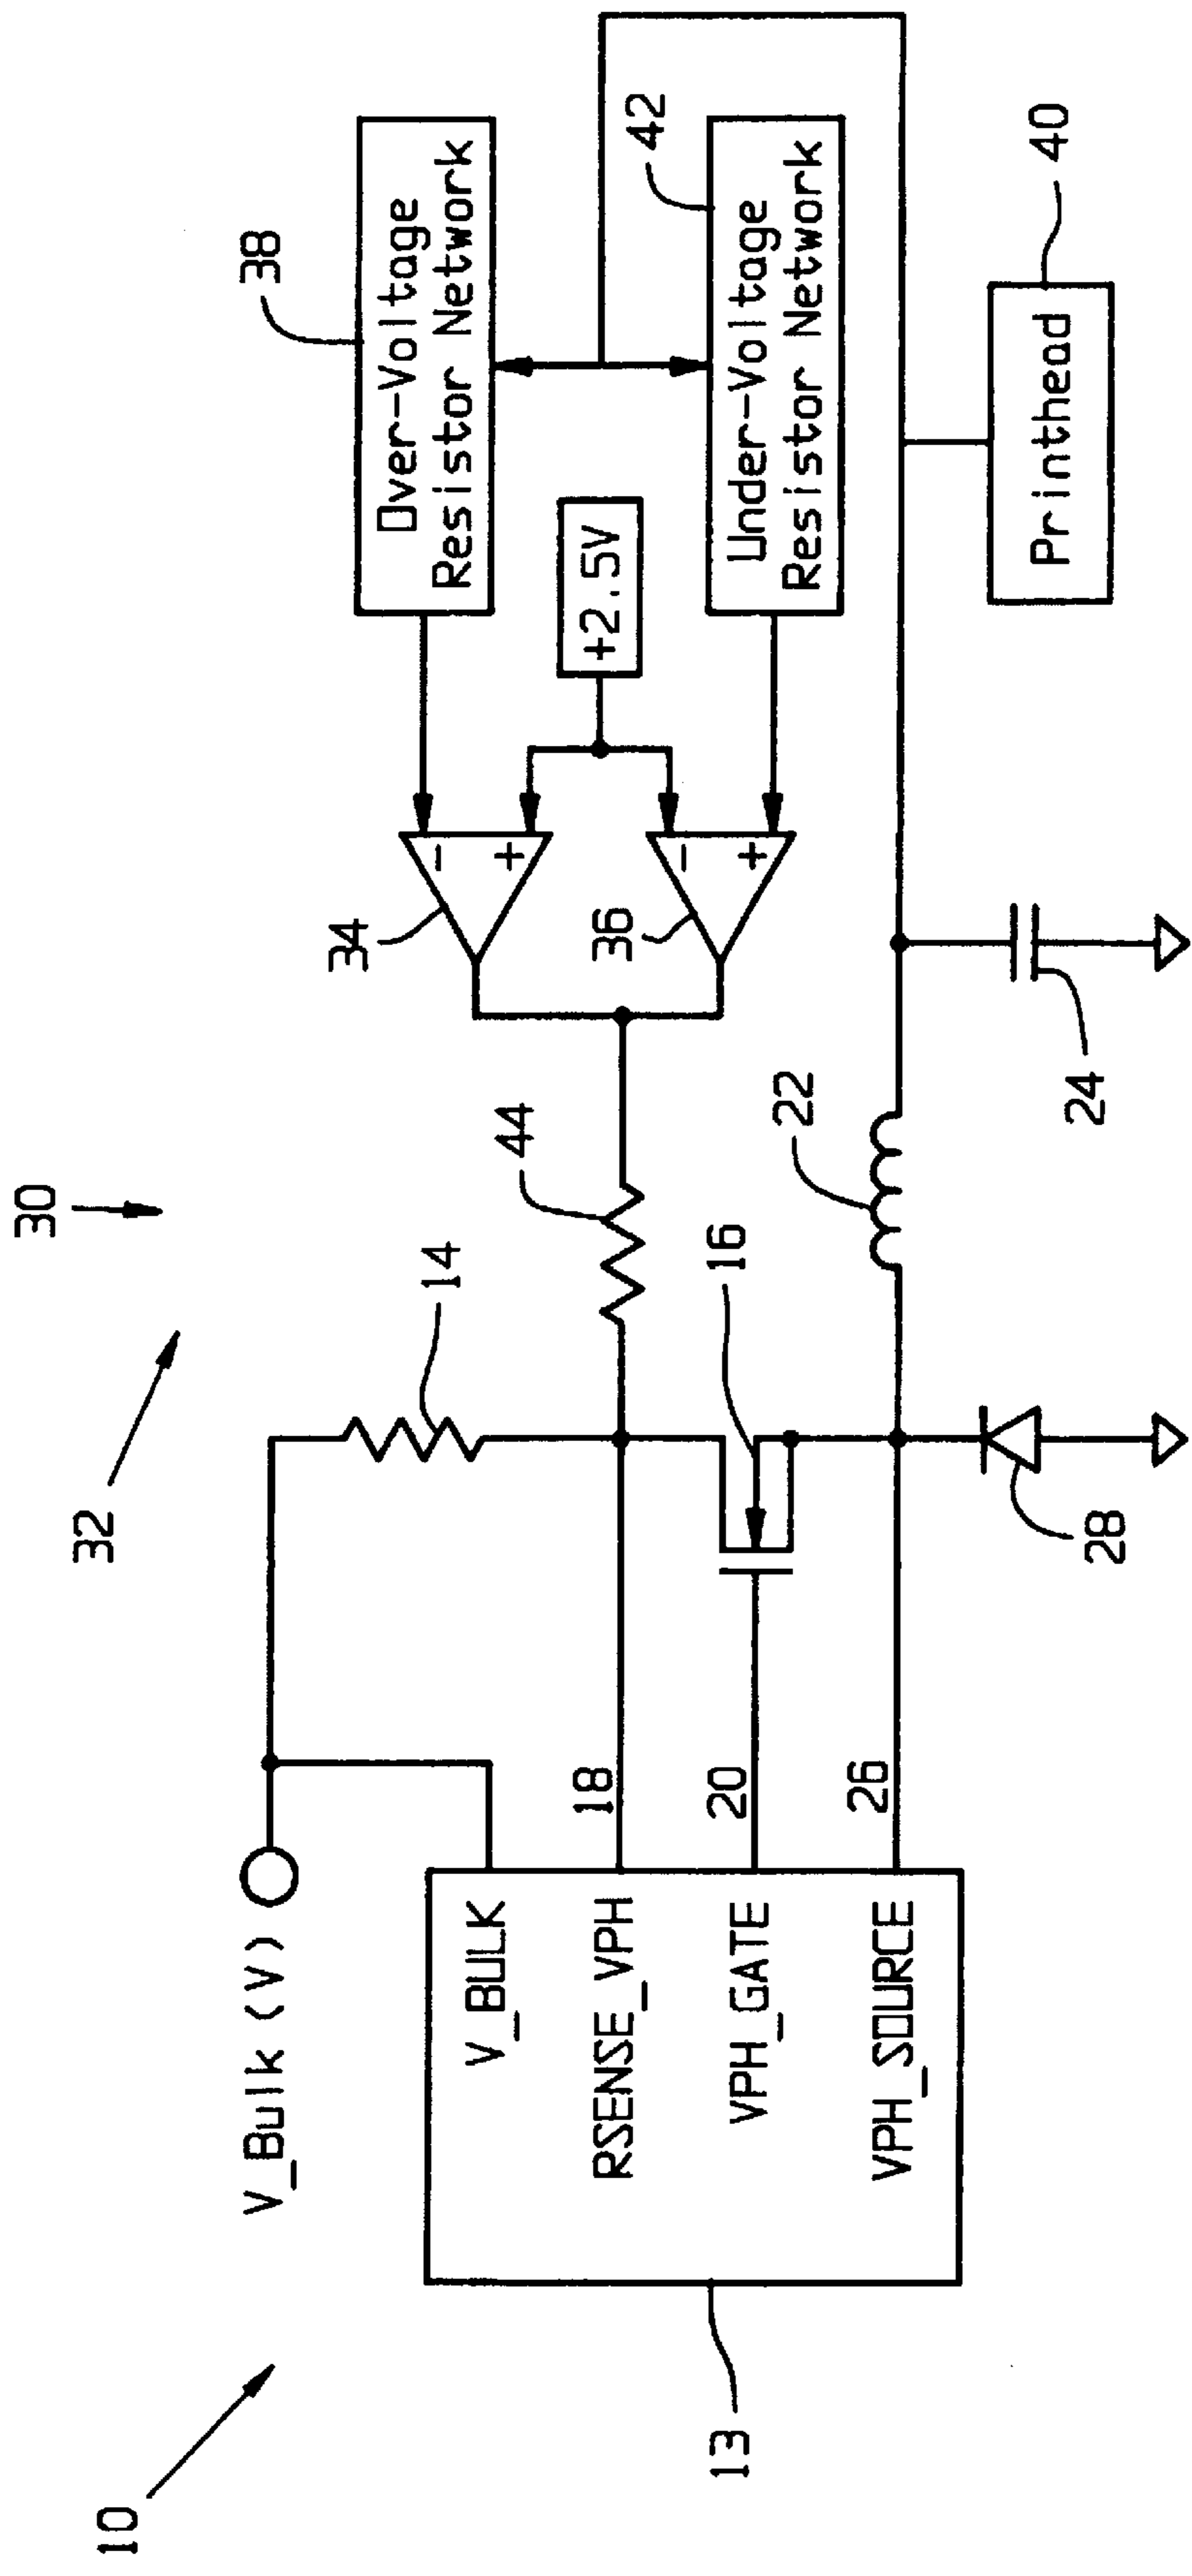 10
32
30
V_Bulk (V)
14
44
34
36
38
Over-Voltage
Resistor Network
+2.5V
42
Under-Voltage
Resistor Network
V_BULK
RSENSE_VPH
VPH_GATE
VPH_SOURCE
18
20
26
16
22
13
28
24
Printhead
40
-
+
-
+